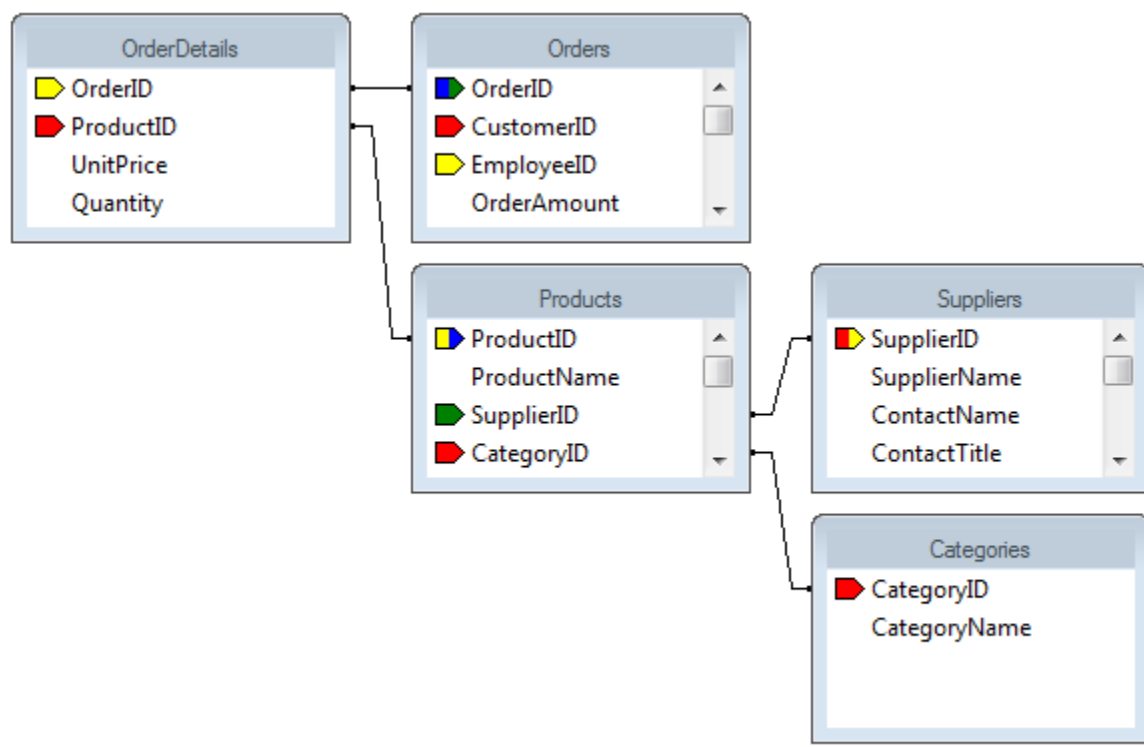 OrderDetails
OrderID
ProductID
UnitPrice
Quantity
Orders
OrderID
CustomerID
EmployeeID
OrderAmount
Products
ProductID
ProductName
SupplierID
CategoryID
Suppliers
SupplierID
SupplierName
ContactName
ContactTitle
Categories
CategoryID
CategoryName